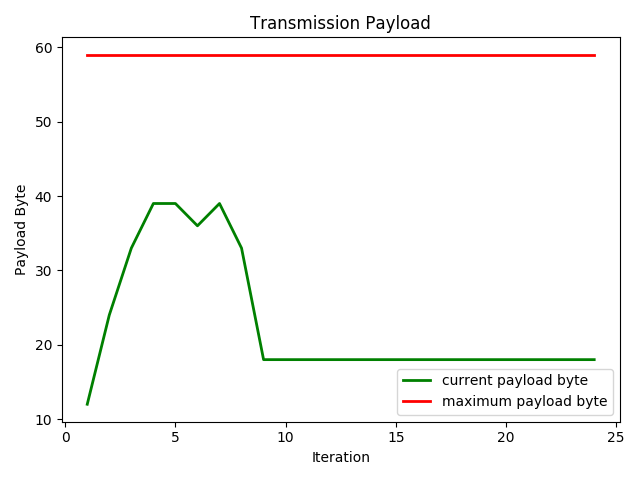 Transmission Payload
60
50
40
30
20
10
Payload Byte
0
5
10
15
20
25
Iteration
current payload byte
maximum payload byte